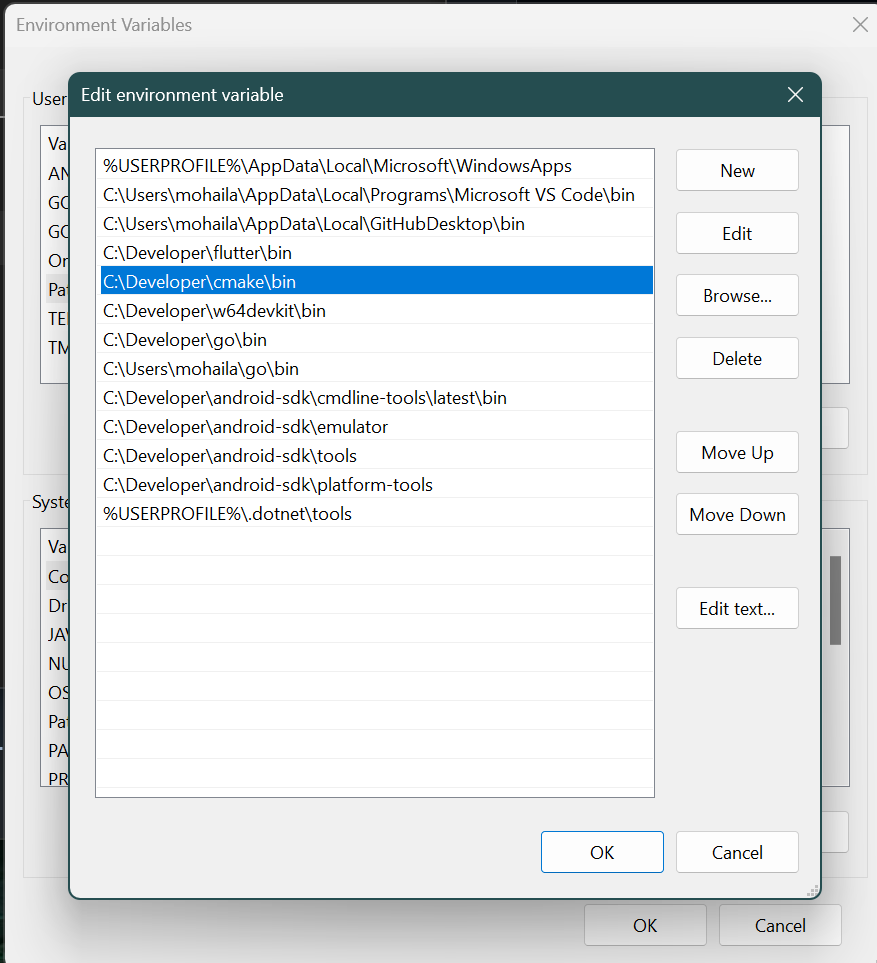 Environment Variables
User
Edit environment variable
Va
AN
GO
GO
Or
Pat
TE
TM
%USERPROFILE%\AppData\Local\Microsoft\WindowsApps
C:\Users\mohaila\AppData\Local\Programs\Microsoft VS Code\bin
C:\Users\mohaila\AppData\Local\GitHubDesktop\bin
C:\Developer\flutter\bin
C:\Developer\cmake\bin
C:\Developer\w64devkit\bin
C:\Developer\go\bin
C:\Users\mohaila\go\bin
C:\Developer\android-sdk\cmdline-tools\latest\bin
C:\Developer\android-sdk\emulator
C:\Developer\android-sdk\tools
C:\Developer\android-sdk\platform-tools
%USERPROFILE%\.dotnet\tools
New
Edit
Browse...
Delete
Move Up
Move Down
Edit text...
OK
Cancel
Syste
Va
Co
Dr
JAV
NU
OS
Pat
PA
PR
OK
Cancel